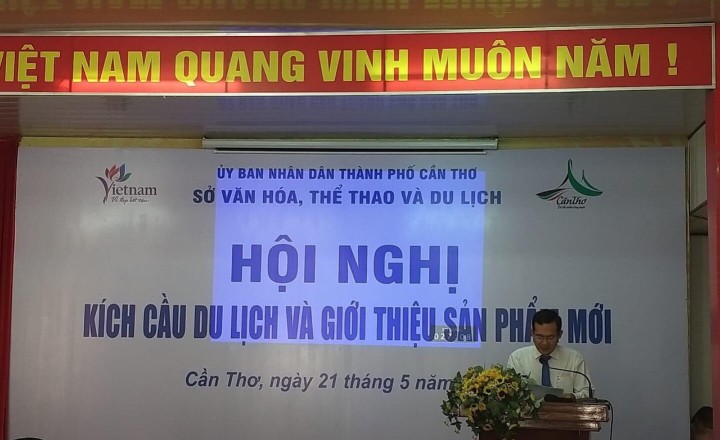 VIỆT NAM QUANG VINH MUÔN NĂM !
Vietnam
ỦY BAN NHÂN DÂN THÀNH PHỐ CẦN THƠ
SỞ VĂN HÓA, THỂ THAO VÀ DU LỊCH
CầnThơ
HỘI NGHỊ
KÍCH CẦU DU LỊCH VÀ GIỚI THIỆU SẢN PHẨM MỚI
Cần Thơ, ngày 21 tháng 5 năm